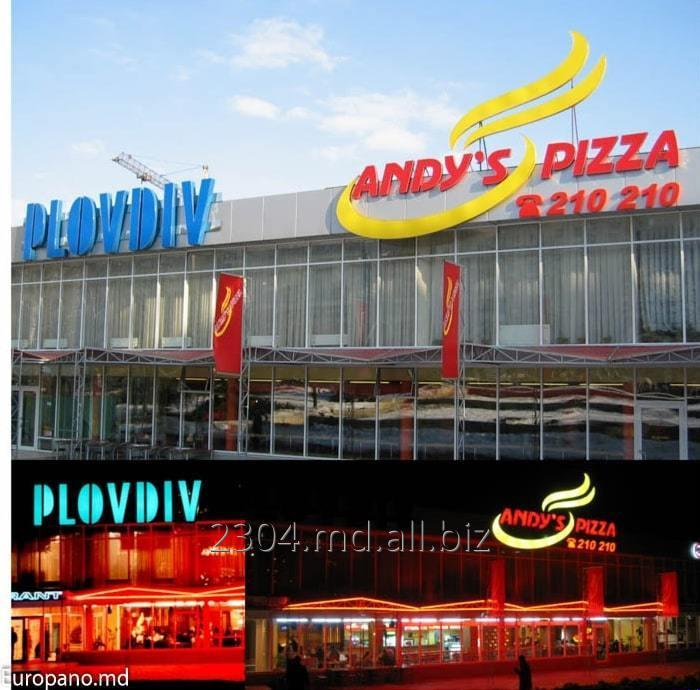 PLOVDIV
ANDY'S PIZZA
210 210
PLOVDIV
ANDY'S PIZZA
210 210
2304.md.all.biz
RANT
Europano.md